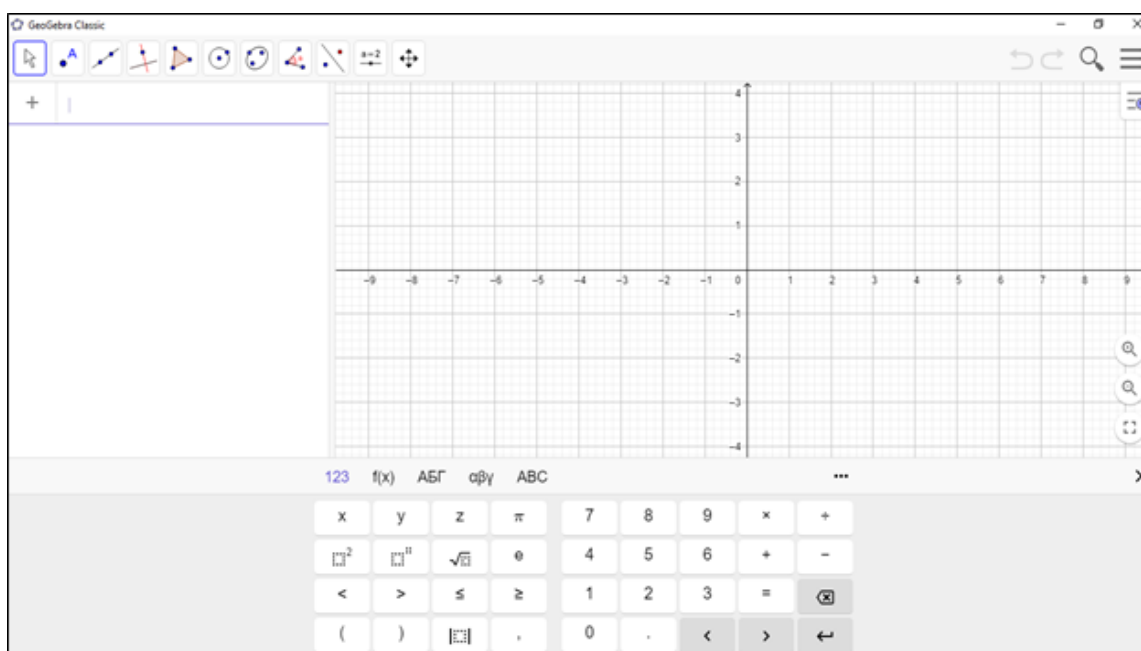 GeoGebra Classic
A
a=2
4
3
2
1
-9 -8 -7 -6 -5 -4 -3 -2 -1 0 1 2 3 4 5 6 7 8 9
-1
-2
-3
-4
123 f(x) АБГ αβγ ABC ...
x y z π 7 8 9 × ÷
2 n √ e 4 5 6 + −
< > ≤ ≥ 1 2 3 =
( ) | | , 0 . < >